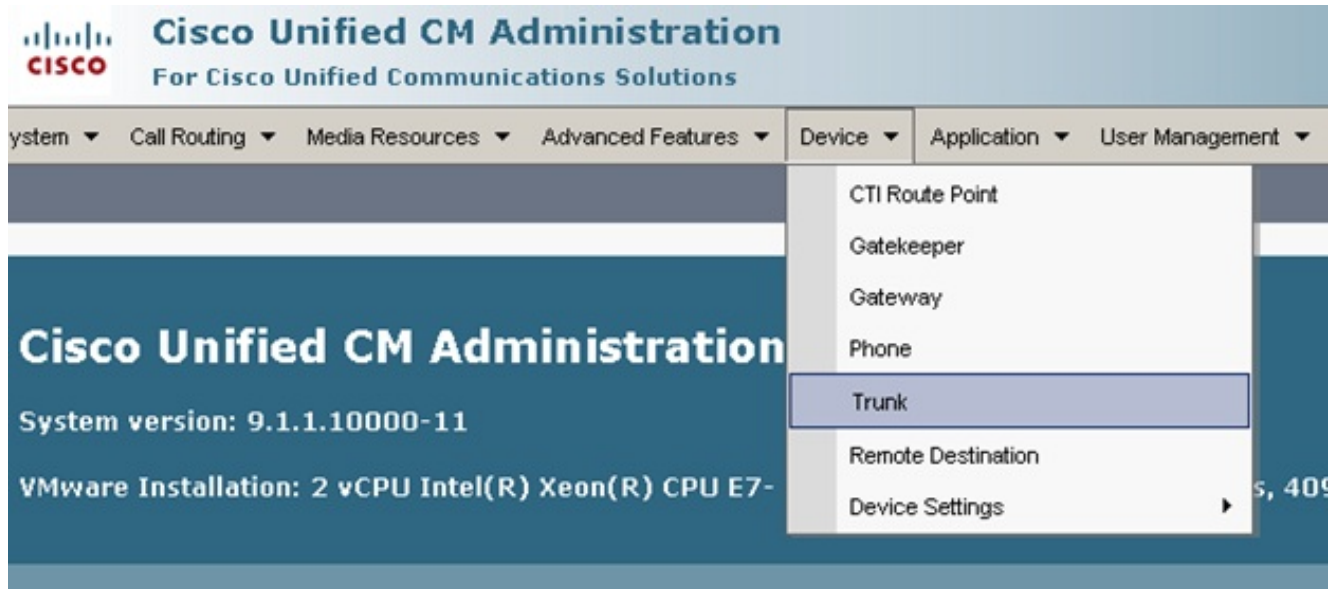 CISCO
Cisco Unified CM Administration
For Cisco Unified Communications Solutions
ystem Call Routing Media Resources Advanced Features Device Application User Management
CTI Route Point
Gatekeeper
Gateway
Phone
Trunk
Remote Destination
Device Settings
Cisco Unified CM Administration
System version: 9.1.1.10000-11
VMware Installation: 2 vCPU Intel(R) Xeon(R) CPU E7- s, 409